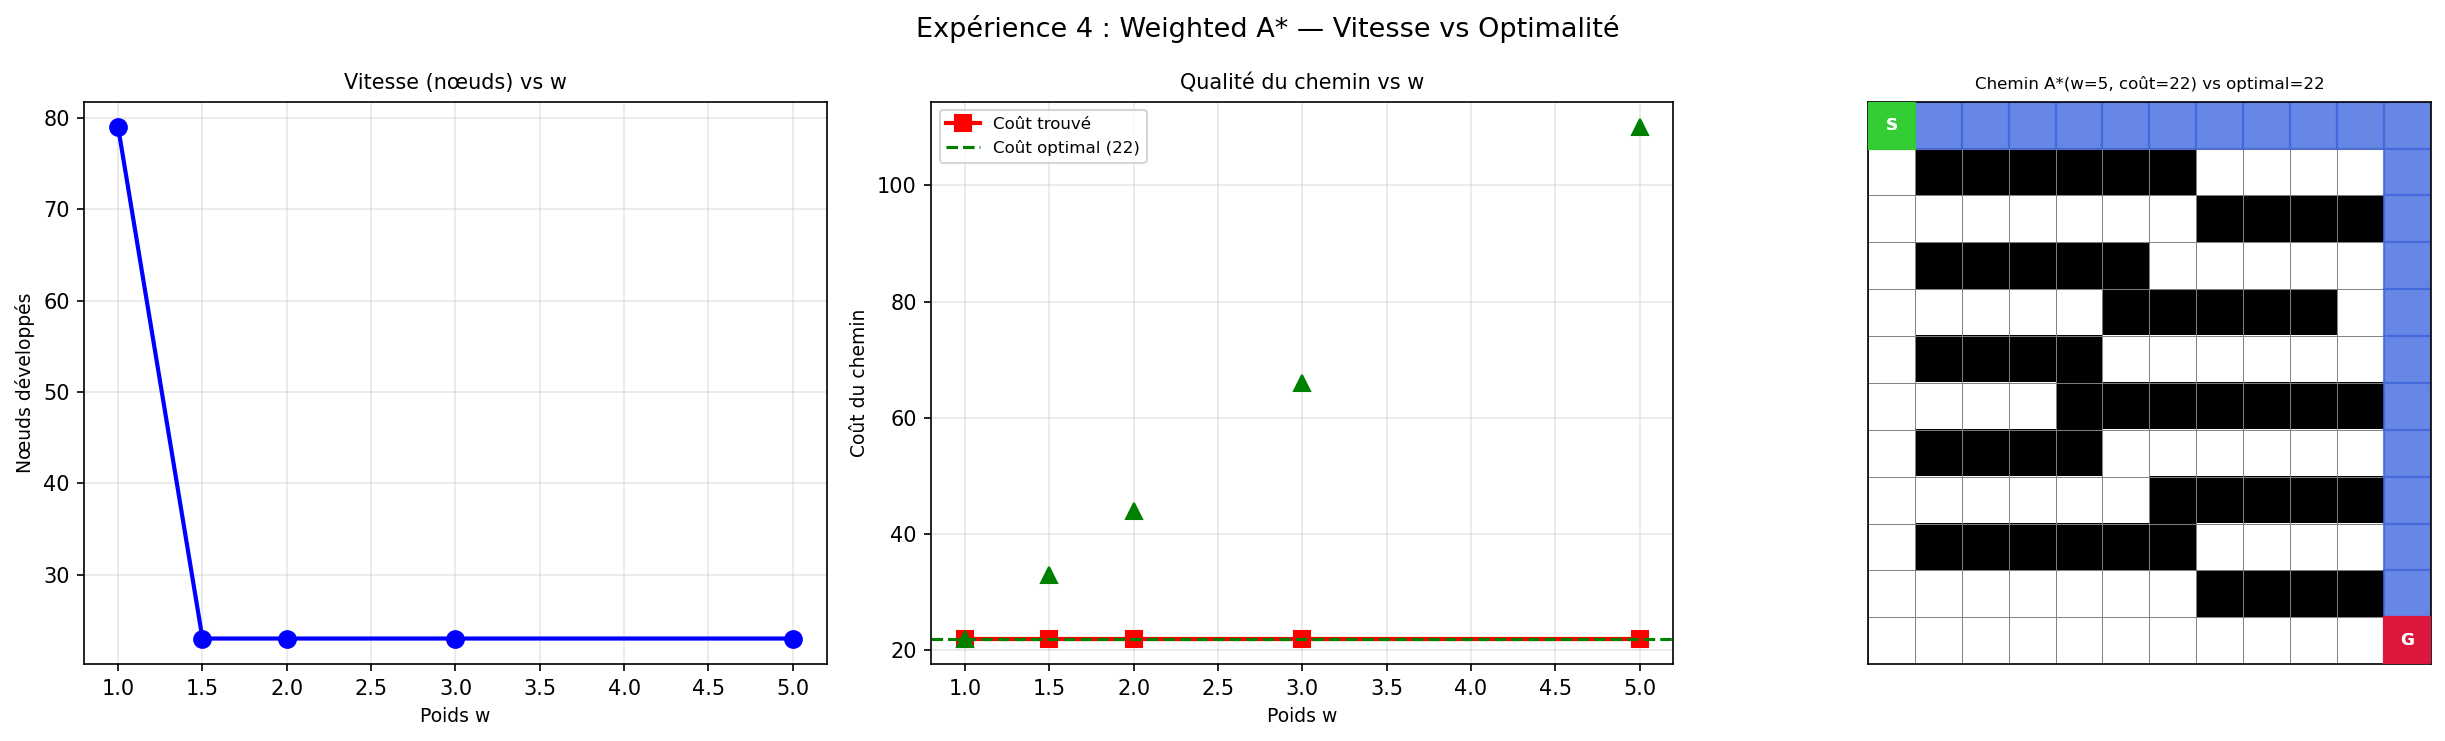 Expérience 4 : Weighted A* — Vitesse vs Optimalité
Vitesse (nœuds) vs w
Nœuds développés
80
70
60
50
40
30
1.0 1.5 2.0 2.5 3.0 3.5 4.0 4.5 5.0
Poids w
Qualité du chemin vs w
Coût trouvé
Coût optimal (22)
Coût du chemin
100
80
60
40
20
1.0 1.5 2.0 2.5 3.0 3.5 4.0 4.5 5.0
Poids w
Chemin A*(w=5, coût=22) vs optimal=22
S
G